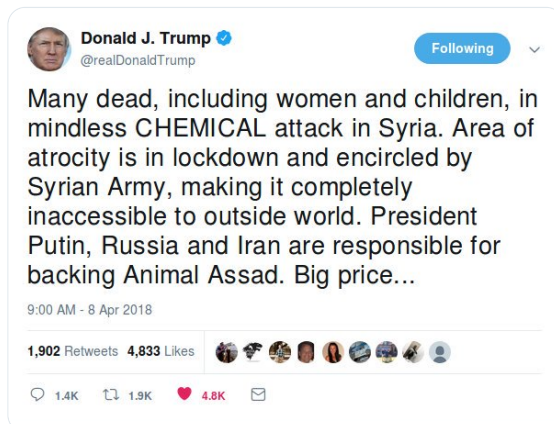 Donald J. Trump
@realDonaldTrump
Following
Many dead, including women and children, in
mindless CHEMICAL attack in Syria. Area of
atrocity is in lockdown and encircled by
Syrian Army, making it completely
inaccessible to outside world. President
Putin, Russia and Iran are responsible for
backing Animal Assad. Big price...
9:00 AM - 8 Apr 2018
1,902 Retweets 4,833 Likes
1.4K 1.9K 4.8K